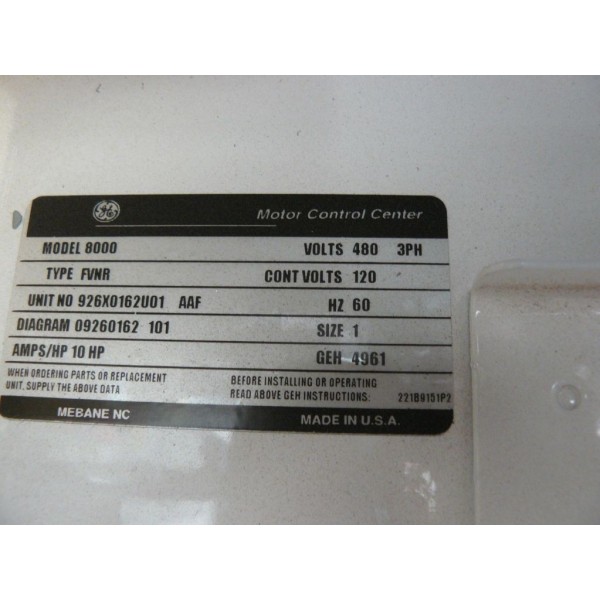 GE Motor Control Center
MODEL 8000 VOLTS 480 3PH
TYPE FVNR CONT VOLTS 120
UNIT NO 926X0162U01 AAF HZ 60
DIAGRAM 09260162 101 SIZE 1
AMPS/HP 10 HP GEH 4961
WHEN ORDERING PARTS OR REPLACEMENT BEFORE INSTALLING OR OPERATING
UNIT, SUPPLY THE ABOVE DATA READ ABOVE GEH INSTRUCTIONS: 221B9151P2
MEBANE NC MADE IN U.S.A.